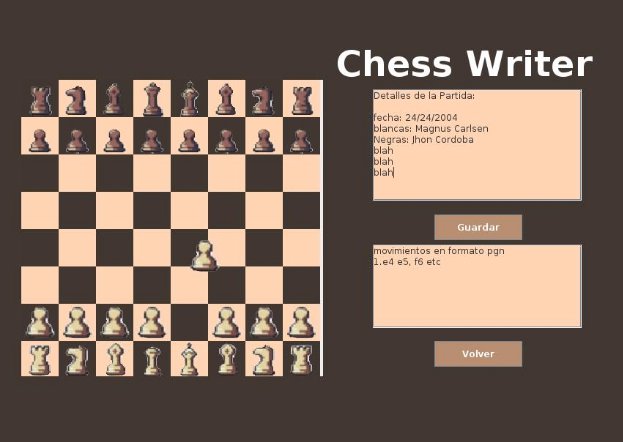 Chess Writer
Detalles de la Partida:
fecha: 24/24/2004
blancas: Magnus Carlsen
Negras: Jhon Cordoba
blah
blah
blah
Guardar
movimientos en formato pgn
1.e4 e5, f6 etc
Volver